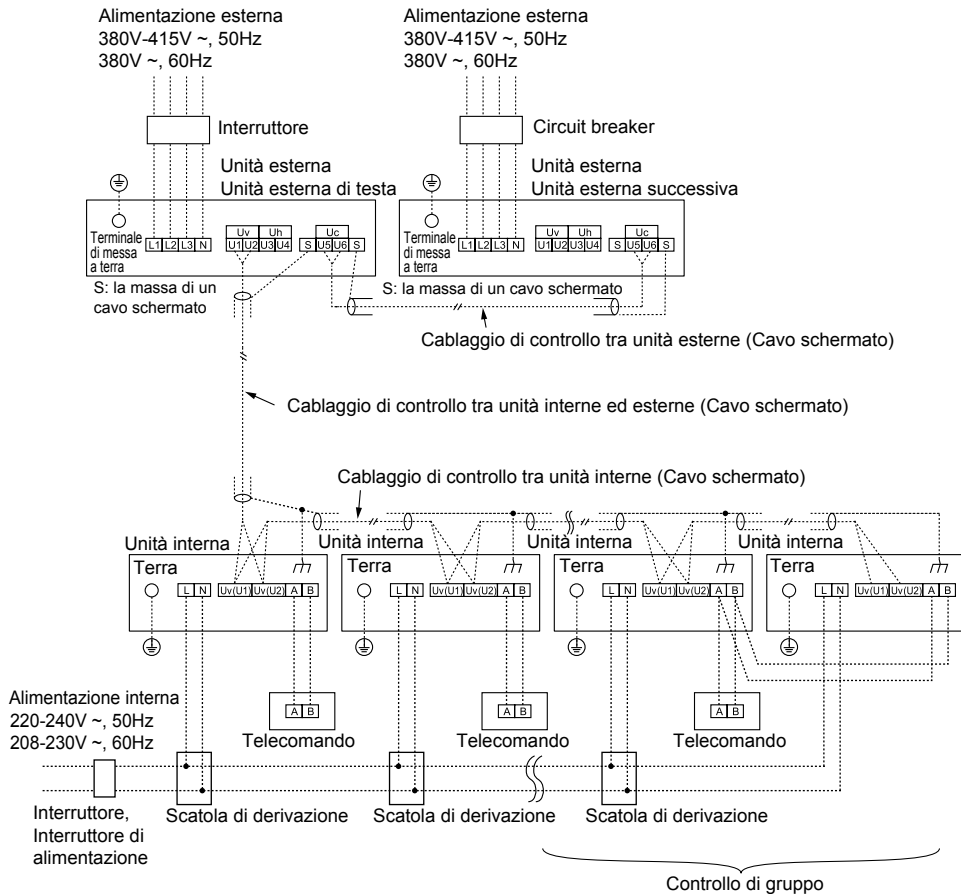 Alimentazione esterna
380V-415V ~, 50Hz
380V ~, 60Hz
Alimentazione esterna
380V-415V ~, 50Hz
380V ~, 60Hz
Interruttore
Circuit breaker
Unità esterna
Unità esterna di testa
Unità esterna
Unità esterna successiva
Terminale
di messa
a terra
L1 L2 L3 N
Uv Uh
U1 U2 U3 U4
Uc
S U5 U6 S
Terminale
di messa
a terra
L1 L2 L3 N
Uv Uh
U1 U2 U3 U4
Uc
S U5 U6 S
S: la massa di un
cavo schermato
S: la massa di un cavo schermato
Cablaggio di controllo tra unità esterne (Cavo schermato)
Cablaggio di controllo tra unità interne ed esterne (Cavo schermato)
Cablaggio di controllo tra unità interne (Cavo schermato)
Unità interna
Unità interna
Unità interna
Unità interna
Terra
L N Uv(U1) Uv(U2) A B
Terra
L N Uv(U1) Uv(U2) A B
Terra
L N Uv(U1) Uv(U2) A B
Terra
L N Uv(U1) Uv(U2) A B
Alimentazione interna
220-240V ~, 50Hz
208-230V ~, 60Hz
A B
Telecomando
A B
Telecomando
A B
Telecomando
Interruttore,
Interruttore di
alimentazione
Scatola di derivazione
Scatola di derivazione
Scatola di derivazione
Controllo di gruppo